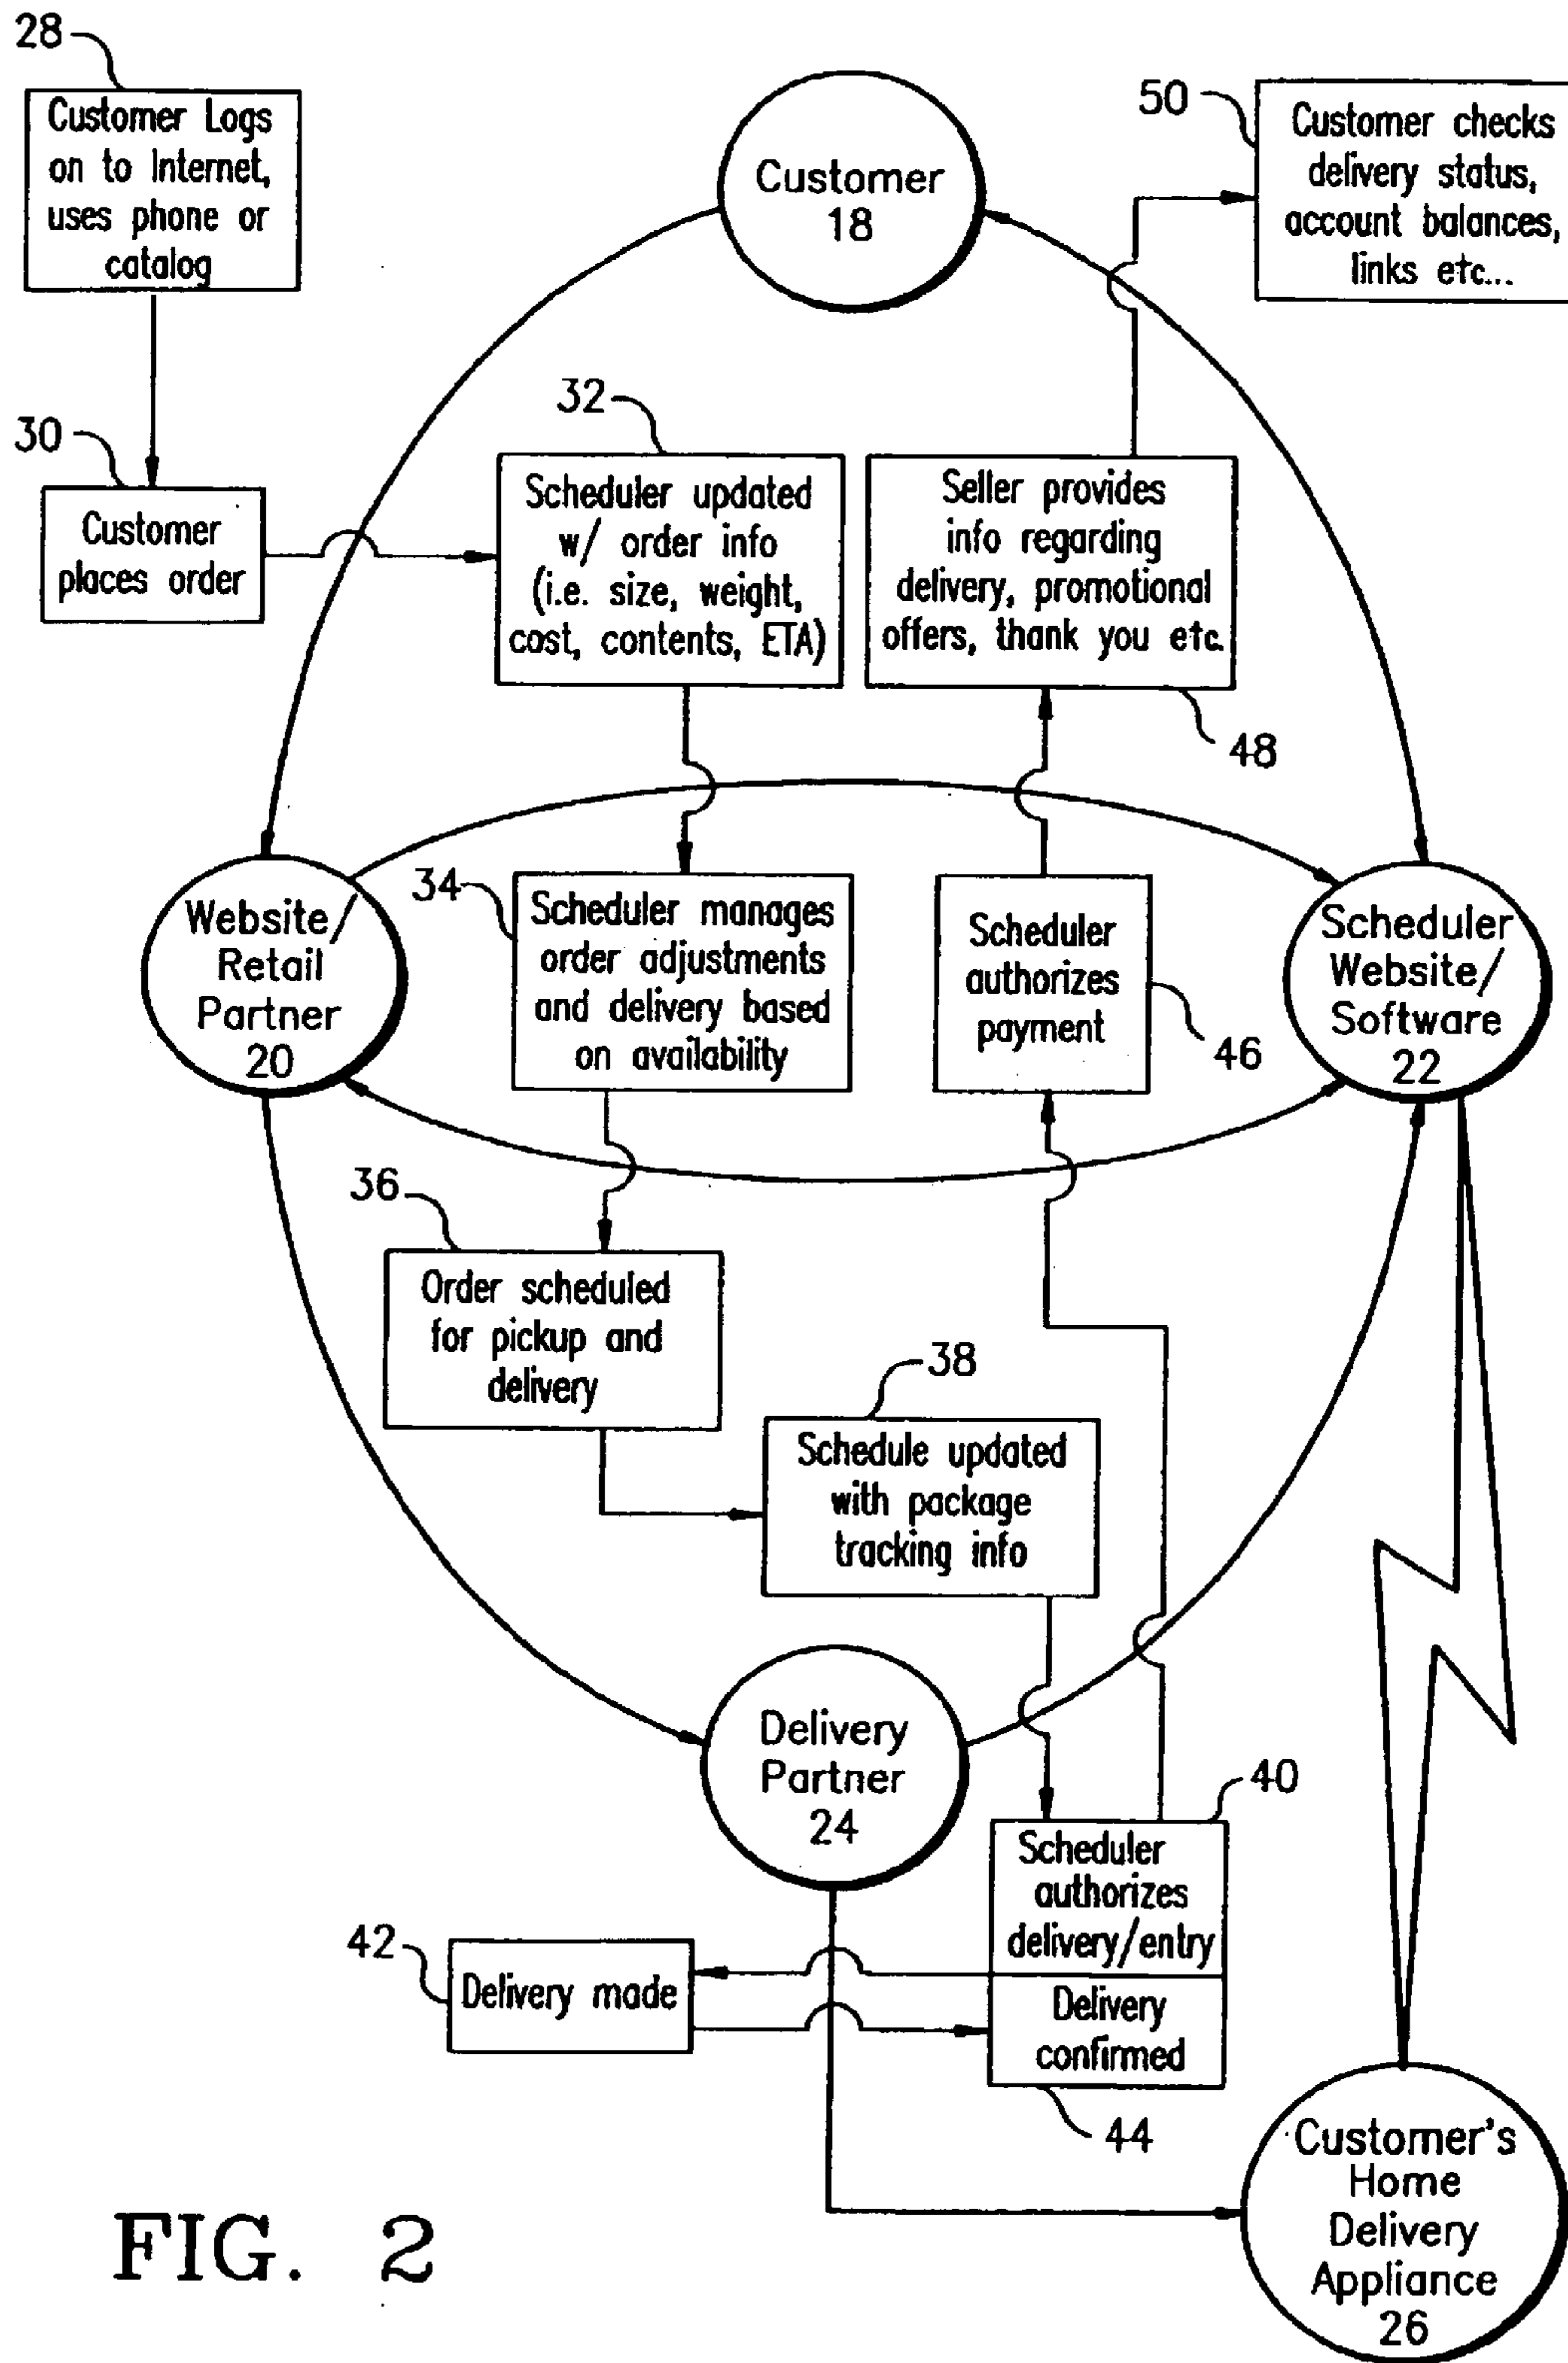 28
Customer Logs
on to Internet,
uses phone or
catalog
Customer
18
50
Customer checks
delivery status,
account balances,
links etc...
30
Customer
places order
32
Scheduler updated
w/ order info
(i.e. size, weight,
cost, contents, ETA)
Seller provides
info regarding
delivery, promotional
offers, thank you etc.
48
Website/
Retail
Partner
20
34
Scheduler manages
order adjustments
and delivery based
on availability
Scheduler
authorizes
payment
46
Scheduler
Website/
Software
22
36
Order scheduled
for pickup and
delivery
38
Schedule updated
with package
tracking info
Delivery
Partner
24
40
Scheduler
authorizes
delivery/entry
42
Delivery made
Delivery
confirmed
44
Customer's
Home
Delivery
Appliance
26
FIG. 2